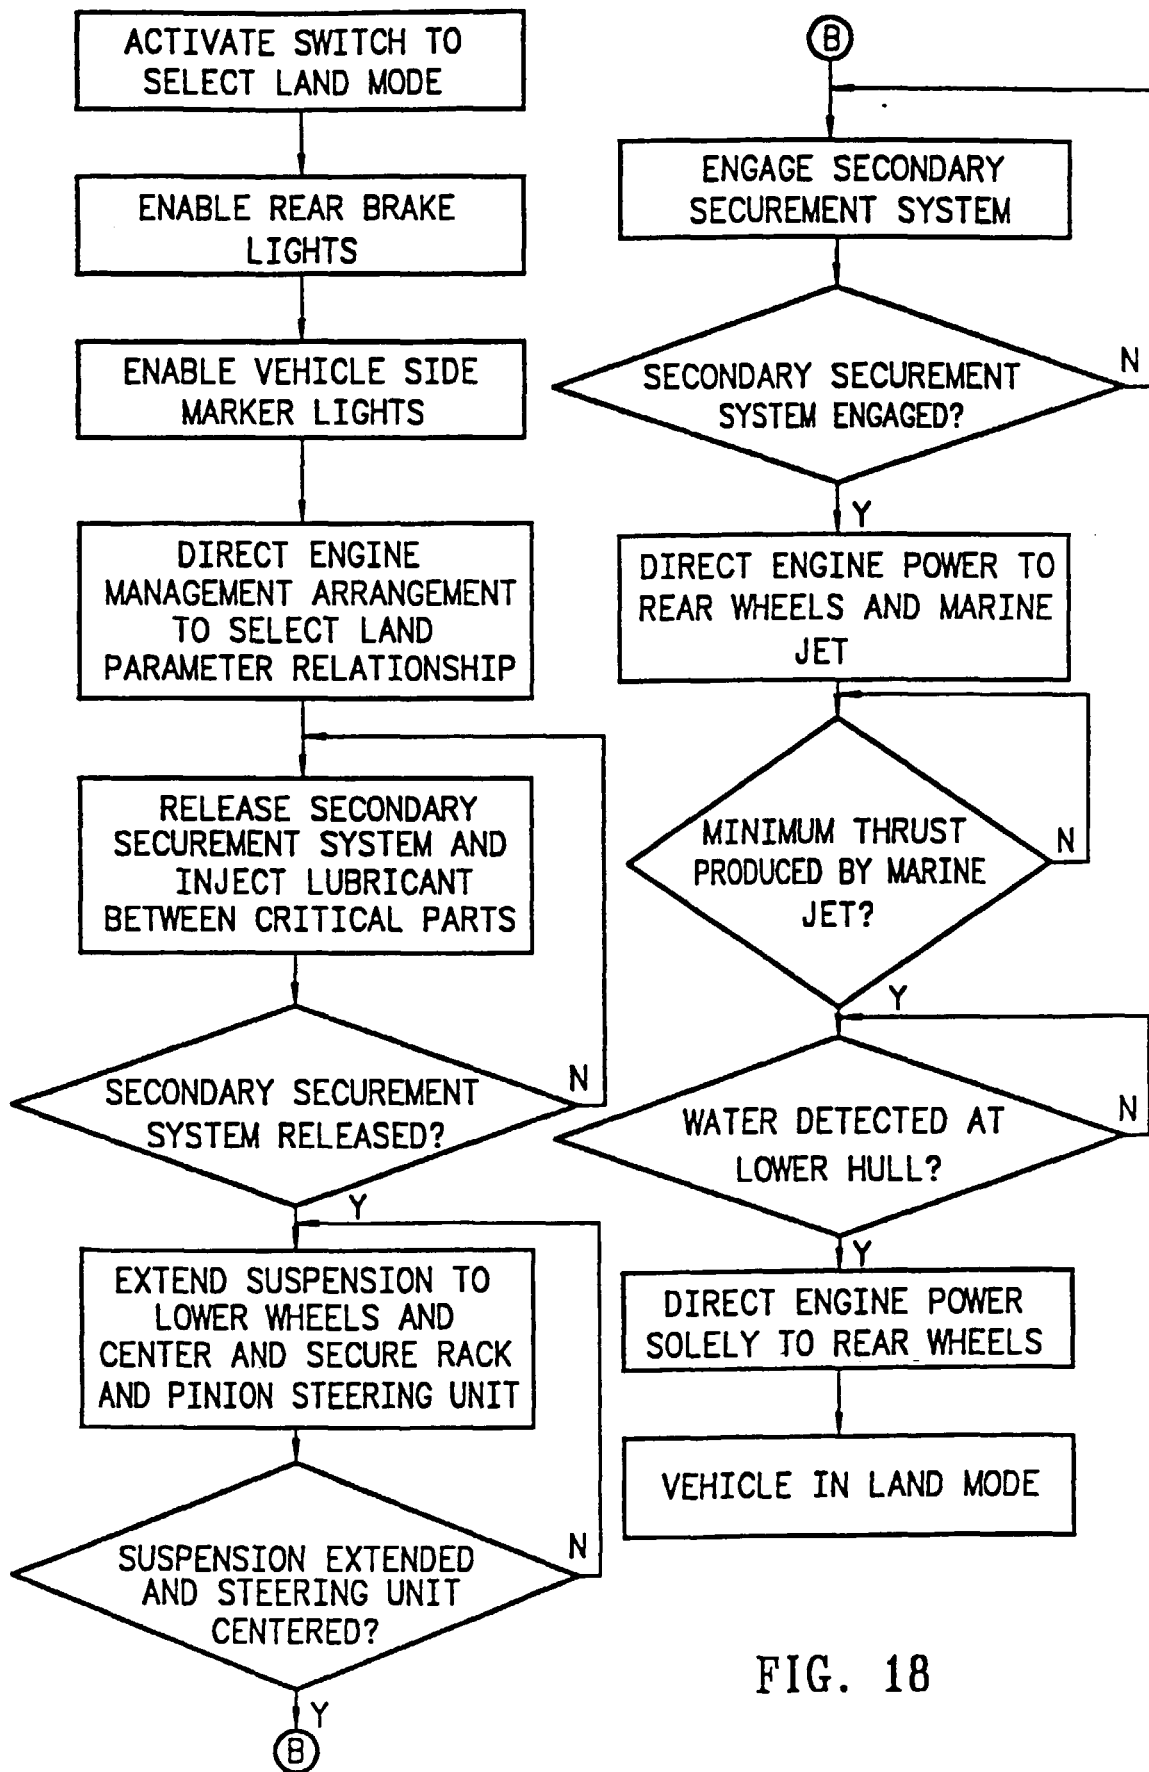 ACTIVATE SWITCH TO
SELECT LAND MODE
ENABLE REAR BRAKE
LIGHTS
ENABLE VEHICLE SIDE
MARKER LIGHTS
DIRECT ENGINE
MANAGEMENT ARRANGEMENT
TO SELECT LAND
PARAMETER RELATIONSHIP
RELEASE SECONDARY
SECUREMENT SYSTEM AND
INJECT LUBRICANT
BETWEEN CRITICAL PARTS
SECONDARY SECUREMENT
SYSTEM RELEASED?
N
Y
EXTEND SUSPENSION TO
LOWER WHEELS AND
CENTER AND SECURE RACK
AND PINION STEERING UNIT
SUSPENSION EXTENDED
AND STEERING UNIT
CENTERED?
N
Y
B
B
ENGAGE SECONDARY
SECUREMENT SYSTEM
SECONDARY SECUREMENT
SYSTEM ENGAGED?
N
Y
DIRECT ENGINE POWER TO
REAR WHEELS AND MARINE
JET
MINIMUM THRUST
PRODUCED BY MARINE
JET?
N
Y
WATER DETECTED AT
LOWER HULL?
N
Y
DIRECT ENGINE POWER
SOLELY TO REAR WHEELS
VEHICLE IN LAND MODE
FIG. 18